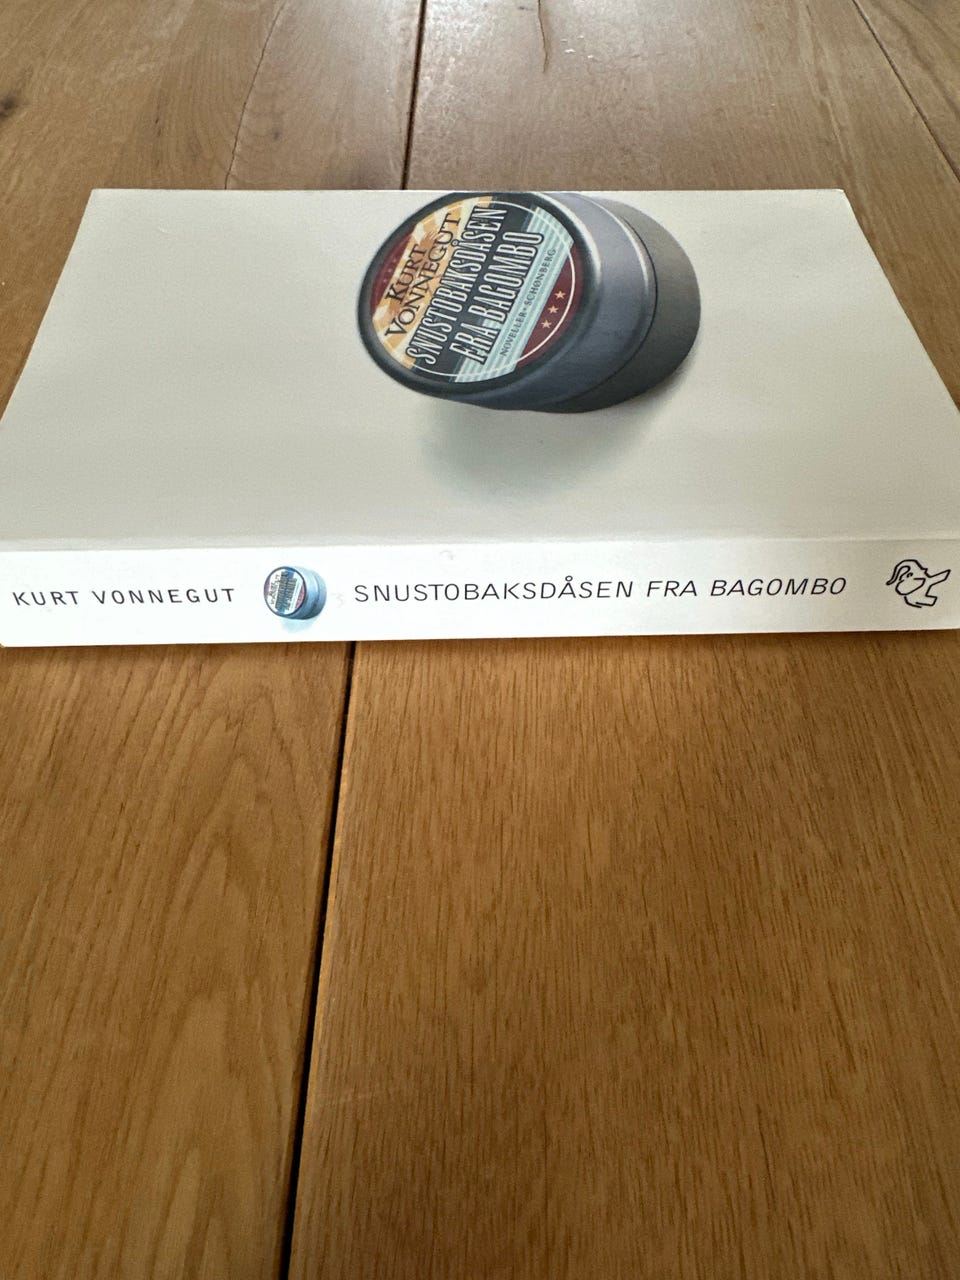 KURT
VONNEGUT
SNUSTOBAKSDÅSEN
FRA BAGOMBO
NOVELLER • SCHØNBERG
KURT VONNEGUT
SNUSTOBAKSDÅSEN FRA BAGOMBO